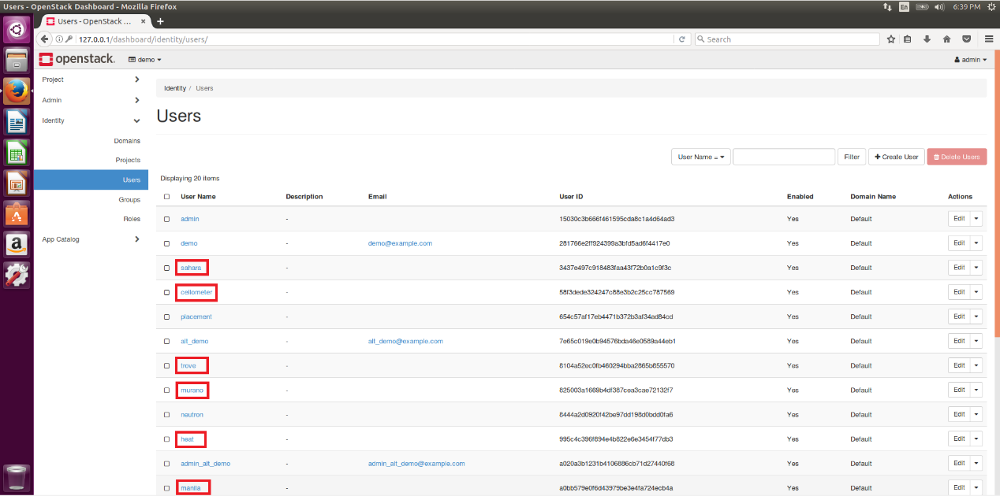 Users - OpenStack Dashboard - Mozilla Firefox
En
6:39 PM
Users - OpenStack ...
127.0.0.1/dashboard/identity/users/
Search
openstack.
demo
admin
Project
Admin
Identity
Domains
Projects
Users
Groups
Roles
App Catalog
Identity / Users
Users
User Name =
Filter
Create User
Delete Users
Displaying 20 items
User Name Description Email User ID Enabled Domain Name Actions
admin - 15030c3b666f461595cda8c1a4d64ad3 Yes Default Edit
demo - demo@example.com 281766e2ff924399a3bfd5ad6f4417e0 Yes Default Edit
sahara - 3437e497c918483faa43f72b0a1c9f3c Yes Default Edit
ceilometer - 58f3dede324247c88e3b2c25cc787569 Yes Default Edit
placement - 654c57af17eb4471b372b3af34ad84cd Yes Default Edit
alt_demo - alt_demo@example.com 7e65c019e0b94576bda46e0589a44eb1 Yes Default Edit
trove - 8104a52ec0fb460294bba2865b855570 Yes Default Edit
murano - 825003a1669b4df387cea3cae72132f7 Yes Default Edit
neutron - 8444a2d0920f42be97dd198d0bdd0fa6 Yes Default Edit
heat - 995c4c396f894e4b822e6e3454f77db3 Yes Default Edit
admin_alt_demo - admin_alt_demo@example.com a020a3b1231b4106886cb71d27440f68 Yes Default Edit
manila - a0bb579e0f6d43979be3e4fa724ecb4a Yes Default Edit